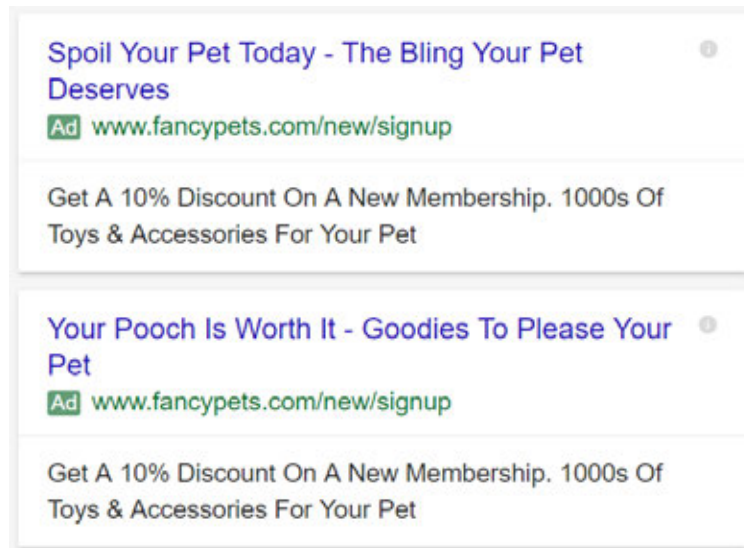 Spoil Your Pet Today - The Bling Your Pet
Deserves
Ad www.fancypets.com/new/signup
Get A 10% Discount On A New Membership. 1000s Of
Toys & Accessories For Your Pet
Your Pooch Is Worth It - Goodies To Please Your
Pet
Ad www.fancypets.com/new/signup
Get A 10% Discount On A New Membership. 1000s Of
Toys & Accessories For Your Pet